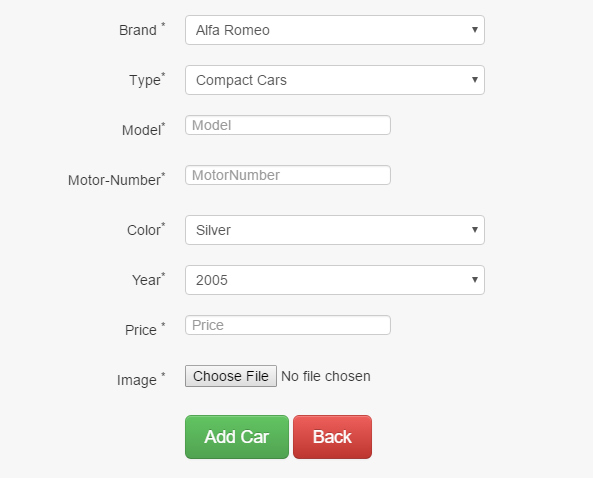 Brand * Alfa Romeo
Type* Compact Cars
Model* Model
Motor-Number* MotorNumber
Color* Silver
Year* 2005
Price * Price
Image * Choose File No file chosen
Add Car Back